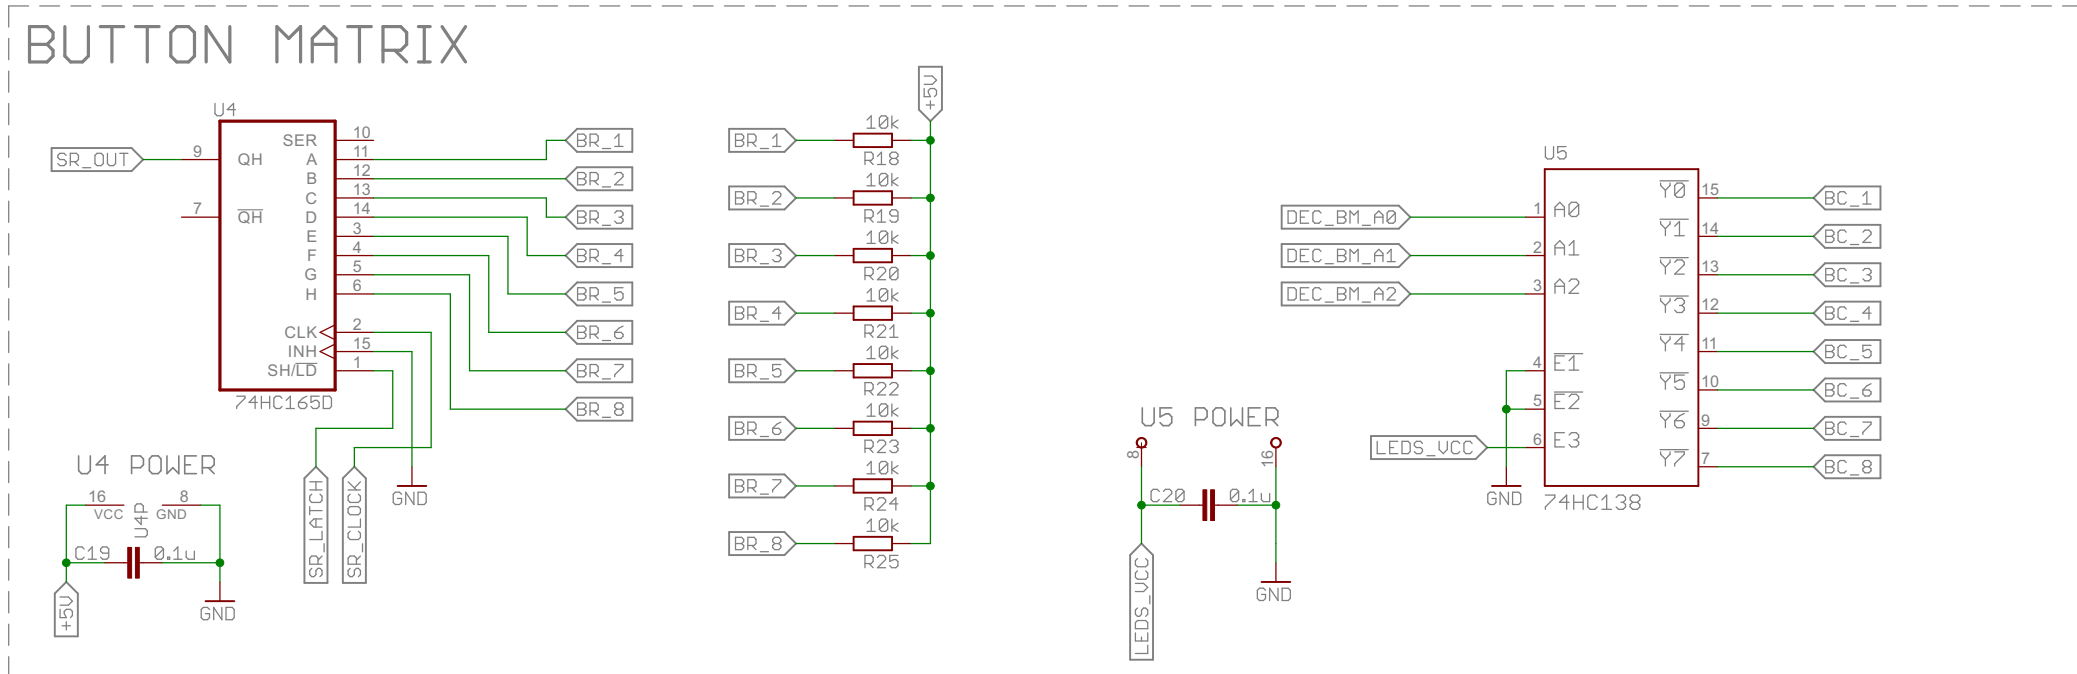 BUTTON MATRIX
U4
SR_OUT
9
QH
7
QH
SER
10
A
11
B
12
C
13
D
14
E
3
F
4
G
5
H
6
CLK
2
INH
15
SH/LD
1
74HC165D
BR_1
BR_2
BR_3
BR_4
BR_5
BR_6
BR_7
BR_8
SR_LATCH
SR_CLOCK
GND
U4 POWER
16
VCC
U4P
8
GND
C19
0.1u
+5V
GND
+5V
BR_1
10k
R18
BR_2
10k
R19
BR_3
10k
R20
BR_4
10k
R21
BR_5
10k
R22
BR_6
10k
R23
BR_7
10k
R24
BR_8
10k
R25
U5 POWER
8
16
C20
0.1u
LEDS_VCC
GND
U5
DEC_BM_A0
1
A0
DEC_BM_A1
2
A1
DEC_BM_A2
3
A2
4
E1
5
E2
LEDS_VCC
6
E3
GND
Y0
15
BC_1
Y1
14
BC_2
Y2
13
BC_3
Y3
12
BC_4
Y4
11
BC_5
Y5
10
BC_6
Y6
9
BC_7
Y7
7
BC_8
74HC138